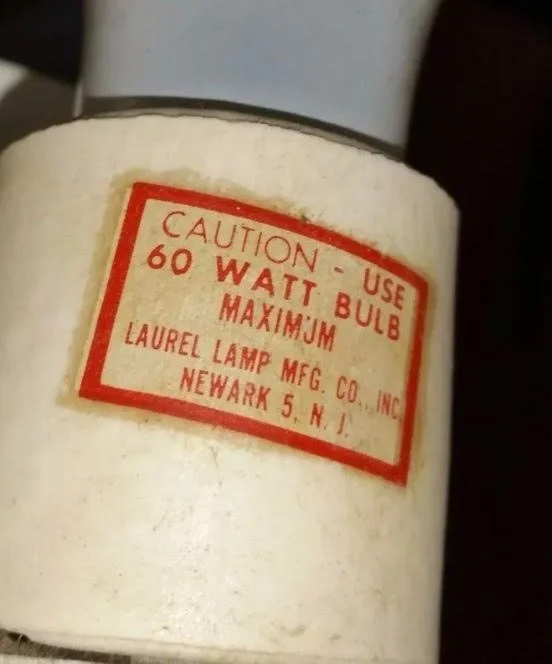 CAUTION - USE
60 WATT BULB
MAXIMUM
LAUREL LAMP MFG. CO., INC.
NEWARK 5, N. J.